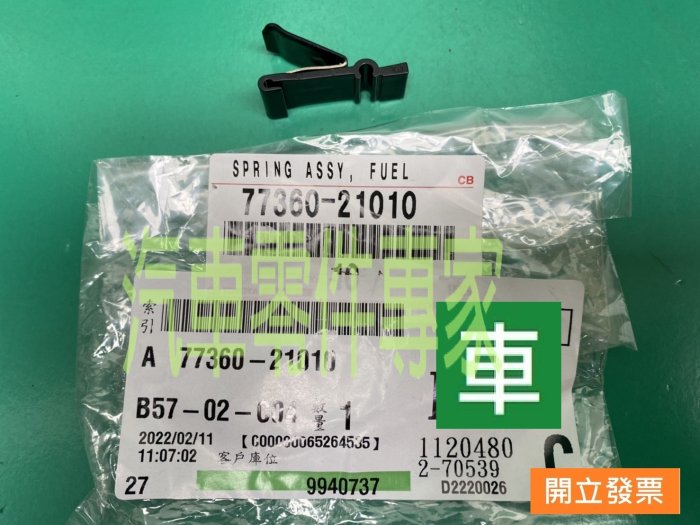 SPRING ASSY, FUEL
CB
77360-21010
汽車零件專家
索引
A 77360-21010
車
B57-02-004 數量 1
2022/02/11
11:07:02
客戶庫位
1120480
2-70539
D2220026
27
9940737
C
開立發票